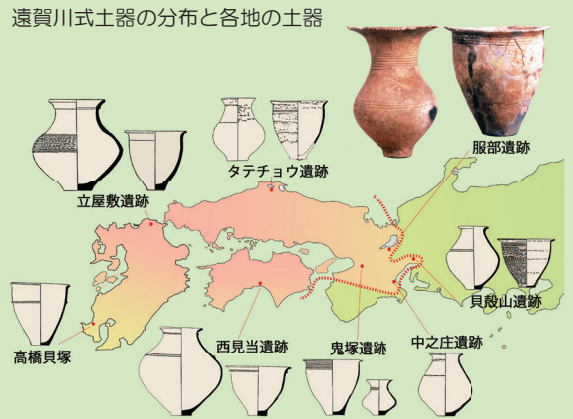 遠賀川式土器の分布と各地の土器
服部遺跡
タテチョウ遺跡
立屋敷遺跡
貝殻山遺跡
高橋貝塚
西見当遺跡
鬼塚遺跡
中之庄遺跡